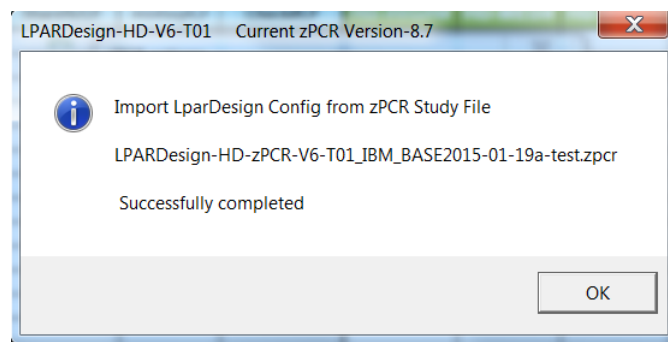 LPARDesign-HD-V6-T01 Current zPCR Version-8.7
Import LparDesign Config from zPCR Study File
LPARDesign-HD-zPCR-V6-T01_IBM_BASE2015-01-19a-test.zpcr
Successfully completed
OK